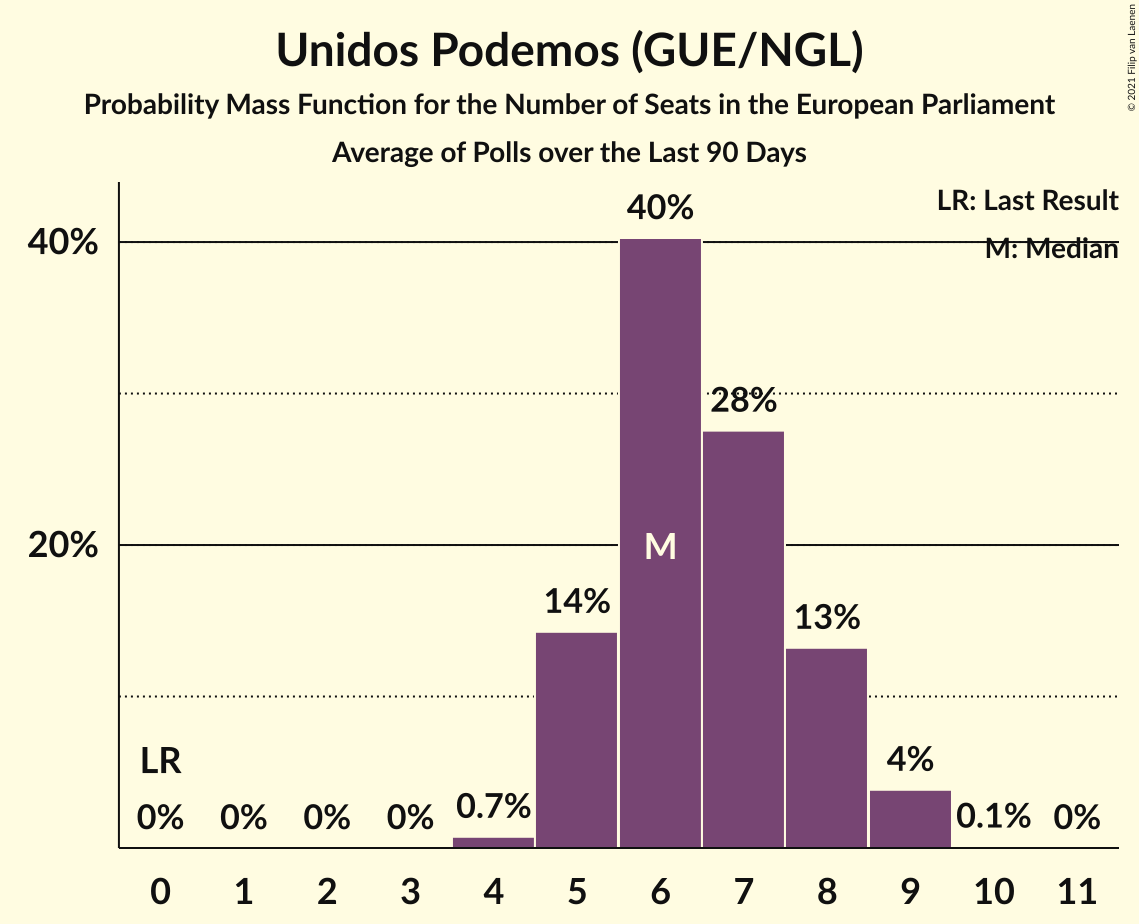 Unidos Podemos (GUE/NGL)
Probability Mass Function for the Number of Seats in the European Parliament
Average of Polls over the Last 90 Days
© 2021 Filip van Laenen
LR: Last Result
M: Median
40%
20%
LR
0%
0%
0%
0%
0.7%
14%
40%
M
28%
13%
4%
0.1%
0%
0 1 2 3 4 5 6 7 8 9 10 11